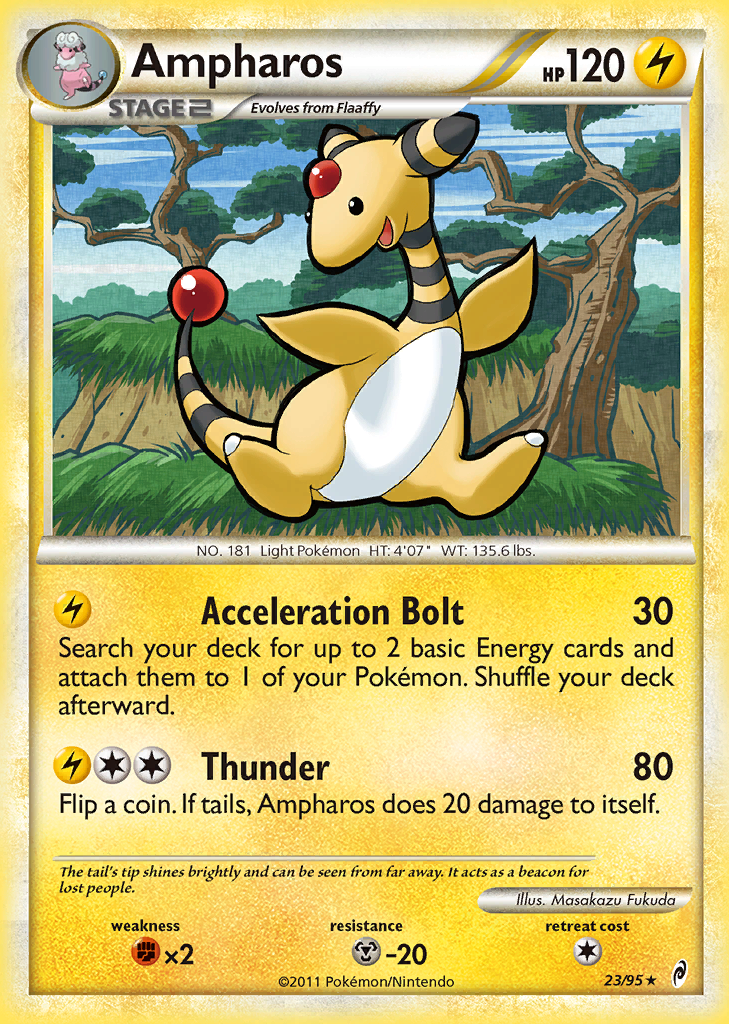 Ampharos
HP 120
STAGE 2
Evolves from Flaaffy
NO. 181 Light Pokémon HT: 4'07" WT: 135.6 lbs.
Acceleration Bolt 30
Search your deck for up to 2 basic Energy cards and
attach them to 1 of your Pokémon. Shuffle your deck
afterward.
Thunder 80
Flip a coin. If tails, Ampharos does 20 damage to itself.
The tail's tip shines brightly and can be seen from far away. It acts as a beacon for
lost people.
Illus. Masakazu Fukuda
weakness resistance retreat cost
×2 -20
©2011 Pokémon/Nintendo 23/95 ★